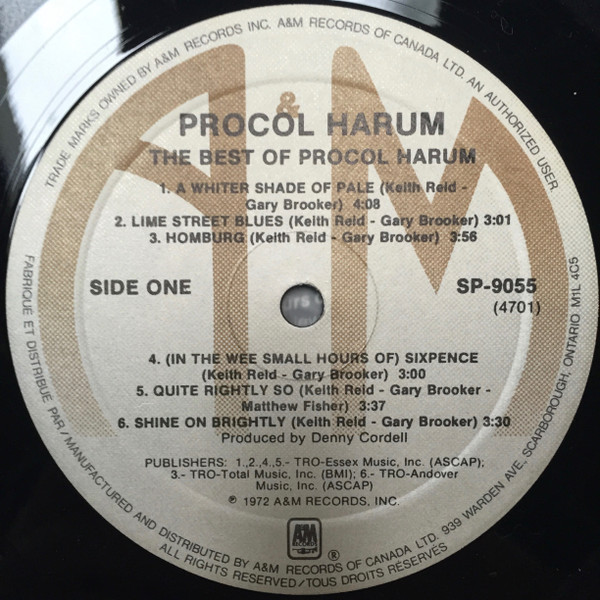 TRADE MARKS OWNED BY A&M RECORDS INC. A&M RECORDS OF CANADA LTD. AN AUTHORIZED USER.
&
PROCOL HARUM
THE BEST OF PROCOL HARUM
1. A WHITER SHADE OF PALE (Keith Reid -
Gary Brooker) 4:08
2. LIME STREET BLUES (Keith Reid - Gary Brooker) 3:01
3. HOMBURG (Keith Reid - Gary Brooker) 3:56
SIDE ONE
SP-9055
(4701)
4. (IN THE WEE SMALL HOURS OF) SIXPENCE
(Keith Reid - Gary Brooker) 3:00
5. QUITE RIGHTLY SO (Keith Reid - Gary Brooker -
Matthew Fisher) 3:37
6. SHINE ON BRIGHTLY (Keith Reid - Gary Brooker) 3:30
Produced by Denny Cordell
PUBLISHERS: 1.,2.,4.,5.- TRO-Essex Music, Inc. (ASCAP);
3.- TRO-Total Music, Inc. (BMI); 6.- TRO-Andover
Music, Inc. (ASCAP)
℗ 1972 A&M RECORDS, INC.
A&M
RECORDS
®
FABRIQUE ET DISTRIBUÉ PAR/MANUFACTURED AND DISTRIBUTED BY A&M RECORDS OF CANADA LTD. 939 WARDEN AVE, SCARBOROUGH, ONTARIO M1L 4C5
ALL RIGHTS RESERVED/TOUS DROITS RÉSERVÉS